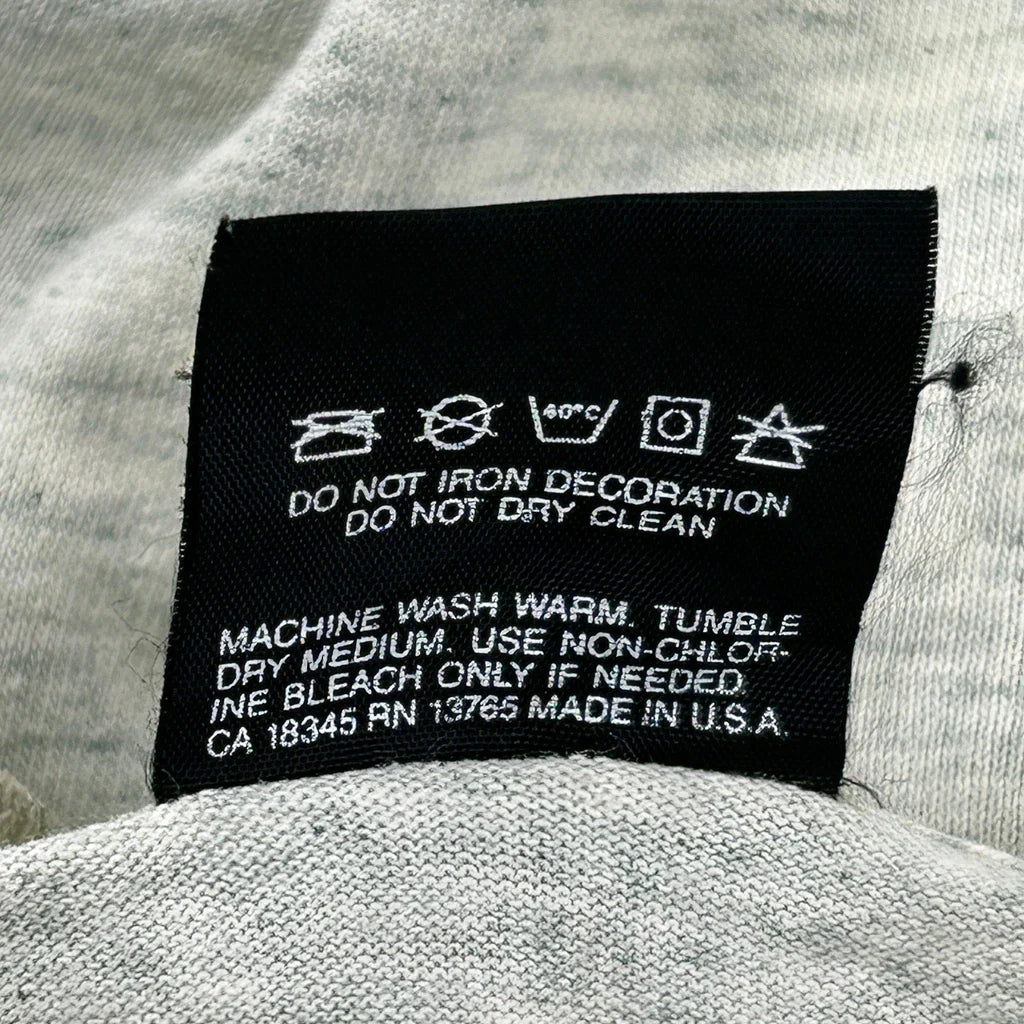 40°C
DO NOT IRON DECORATION
DO NOT DRY CLEAN
MACHINE WASH WARM. TUMBLE
DRY MEDIUM. USE NON-CHLOR-
INE BLEACH ONLY IF NEEDED.
CA 18345 RN 13765 MADE IN U.S.A.